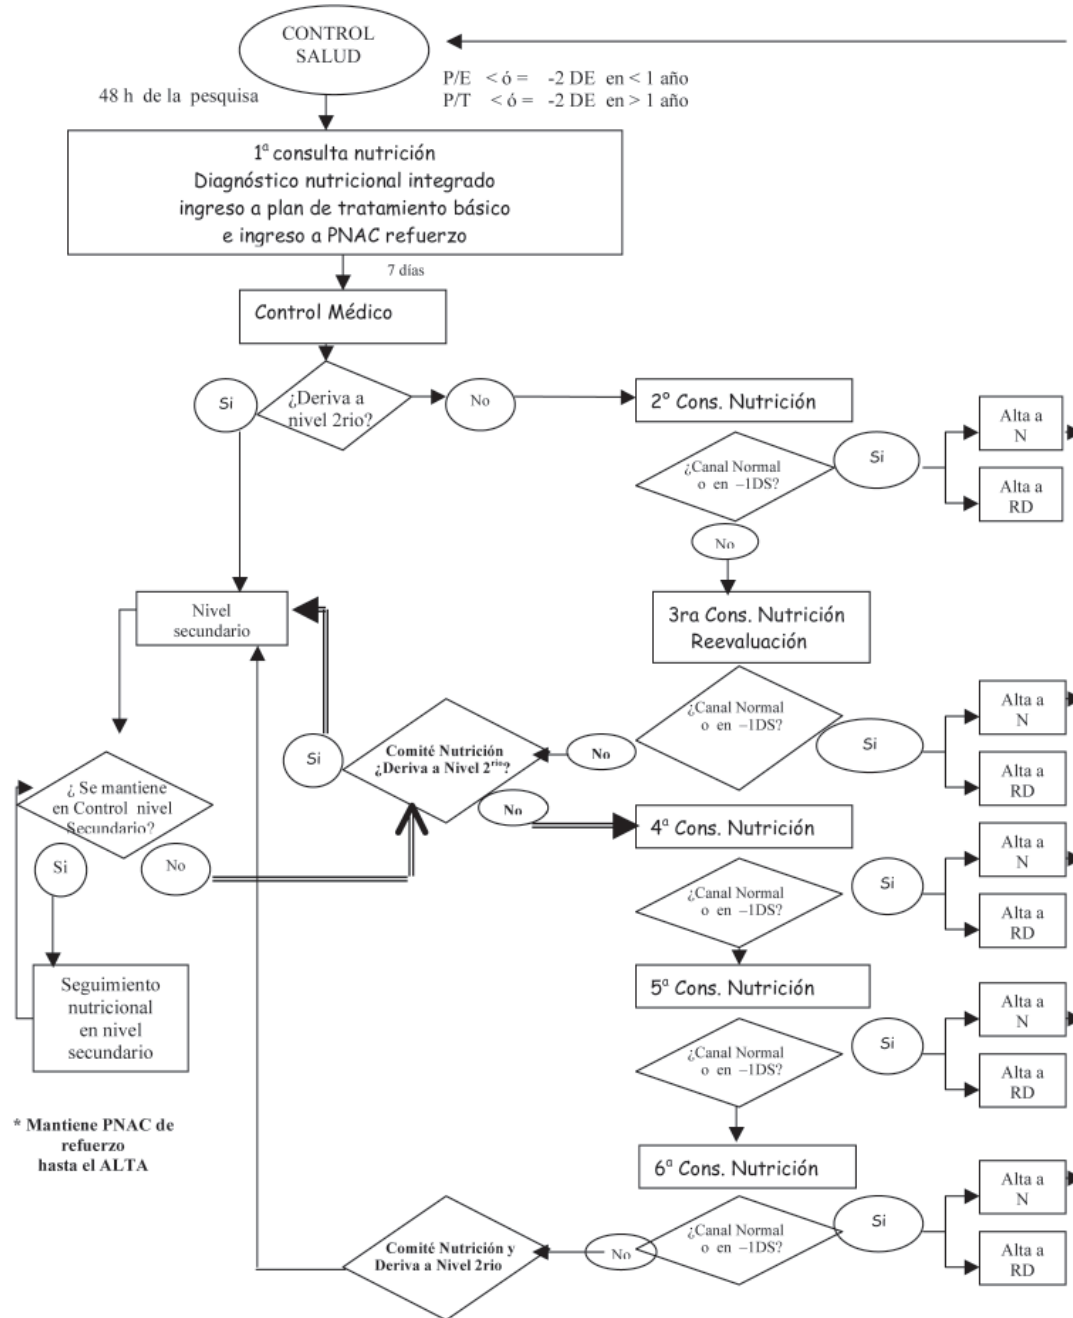 CONTROL
SALUD
P/E < ó = -2 DE en < 1 año
48 h de la pesquisa
P/T < ó = -2 DE en > 1 año
1ª consulta nutrición
Diagnóstico nutricional integrado
ingreso a plan de tratamiento básico
e ingreso a PNAC refuerzo
7 días
Control Médico
Si
¿Deriva a
nivel 2rio?
No
2° Cons. Nutrición
¿Canal Normal
o en –1DS?
Si
Alta a
N
Alta a
RD
No
3ra Cons. Nutrición
Reevaluación
Nivel
secundario
¿Canal Normal
o en –1DS?
Si
Alta a
N
Alta a
RD
No
Comité Nutrición
¿Deriva a Nivel 2rio?
Si
No
¿ Se mantiene
en Control nivel
Secundario?
Si
No
4ª Cons. Nutrición
¿Canal Normal
o en –1DS?
Si
Alta a
N
Alta a
RD
Seguimiento
nutricional
en nivel
secundario
5ª Cons. Nutrición
¿Canal Normal
o en –1DS?
Si
Alta a
N
Alta a
RD
* Mantiene PNAC de
refuerzo
hasta el ALTA
6ª Cons. Nutrición
¿Canal Normal
o en –1DS?
Si
Alta a
N
Alta a
RD
No
Comité Nutrición y
Deriva a Nivel 2rio